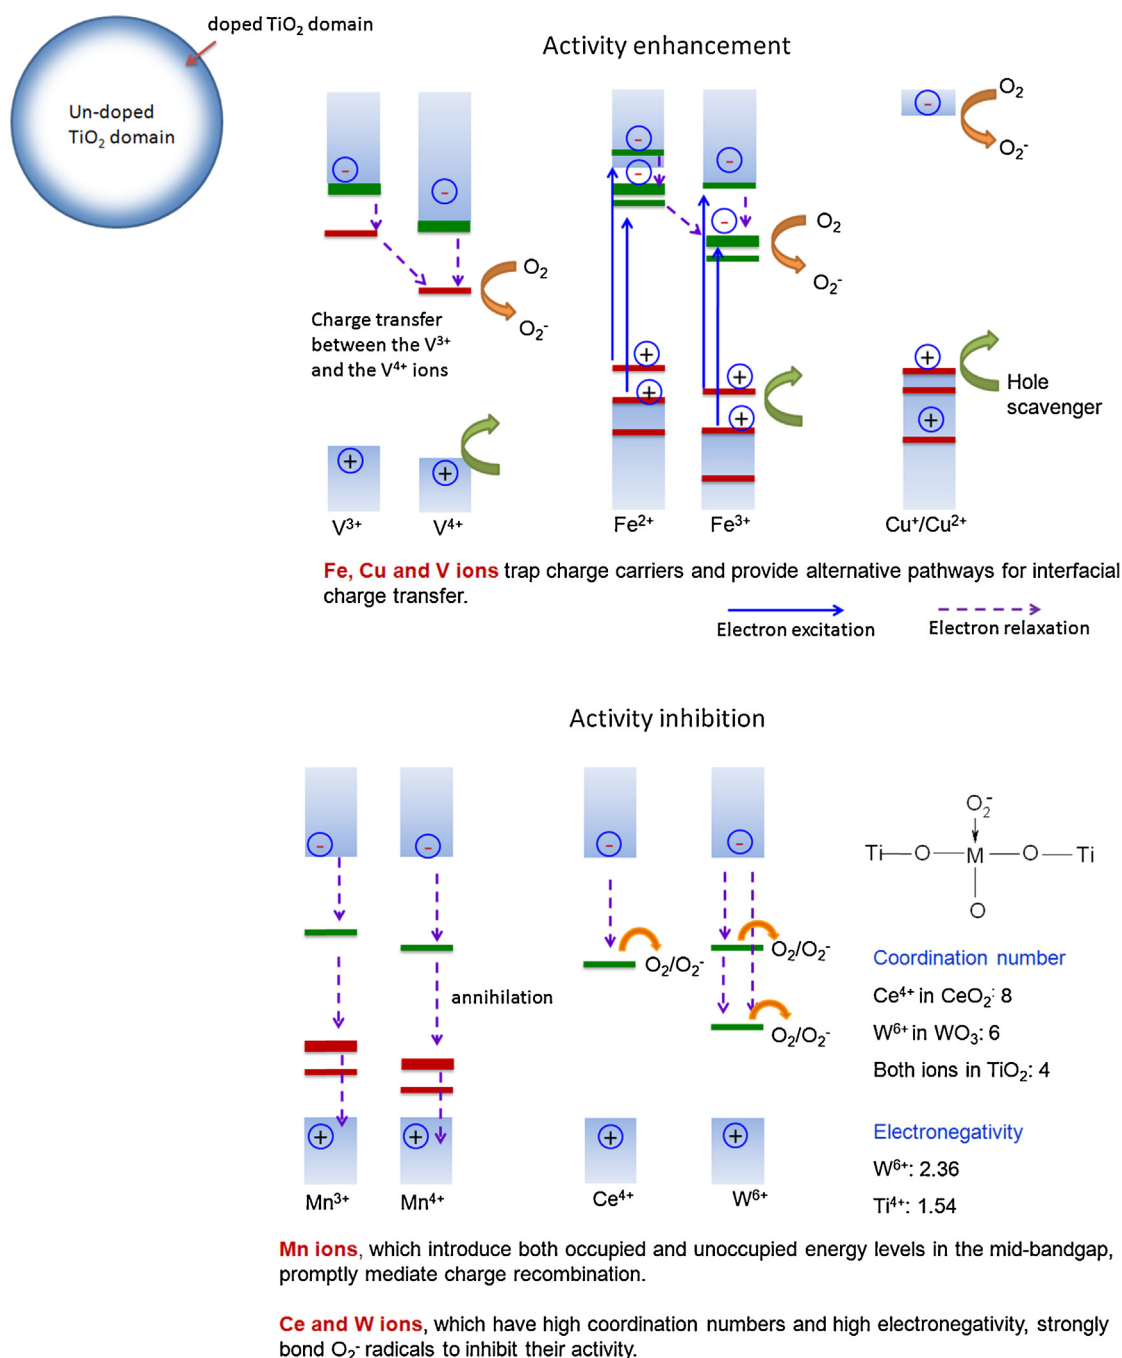 doped TiO₂ domain
Un-doped
TiO₂ domain
Activity enhancement
O₂
O₂⁻
O₂
O₂⁻
O₂
O₂⁻
Charge transfer
between the V³⁺
and the V⁴⁺ ions
Hole
scavenger
V³⁺
V⁴⁺
Fe²⁺
Fe³⁺
Cu⁺/Cu²⁺
Fe, Cu and V ions trap charge carriers and provide alternative pathways for interfacial
charge transfer.
Electron excitation
Electron relaxation
Activity inhibition
O₂⁻
Ti—O—M—O—Ti
O
annihilation
O₂/O₂⁻
O₂/O₂⁻
O₂/O₂⁻
Coordination number
Ce⁴⁺ in CeO₂: 8
W⁶⁺ in WO₃: 6
Both ions in TiO₂: 4
Electronegativity
W⁶⁺: 2.36
Ti⁴⁺: 1.54
Mn³⁺
Mn⁴⁺
Ce⁴⁺
W⁶⁺
Mn ions, which introduce both occupied and unoccupied energy levels in the mid-bandgap,
promptly mediate charge recombination.
Ce and W ions, which have high coordination numbers and high electronegativity, strongly
bond O₂⁻ radicals to inhibit their activity.